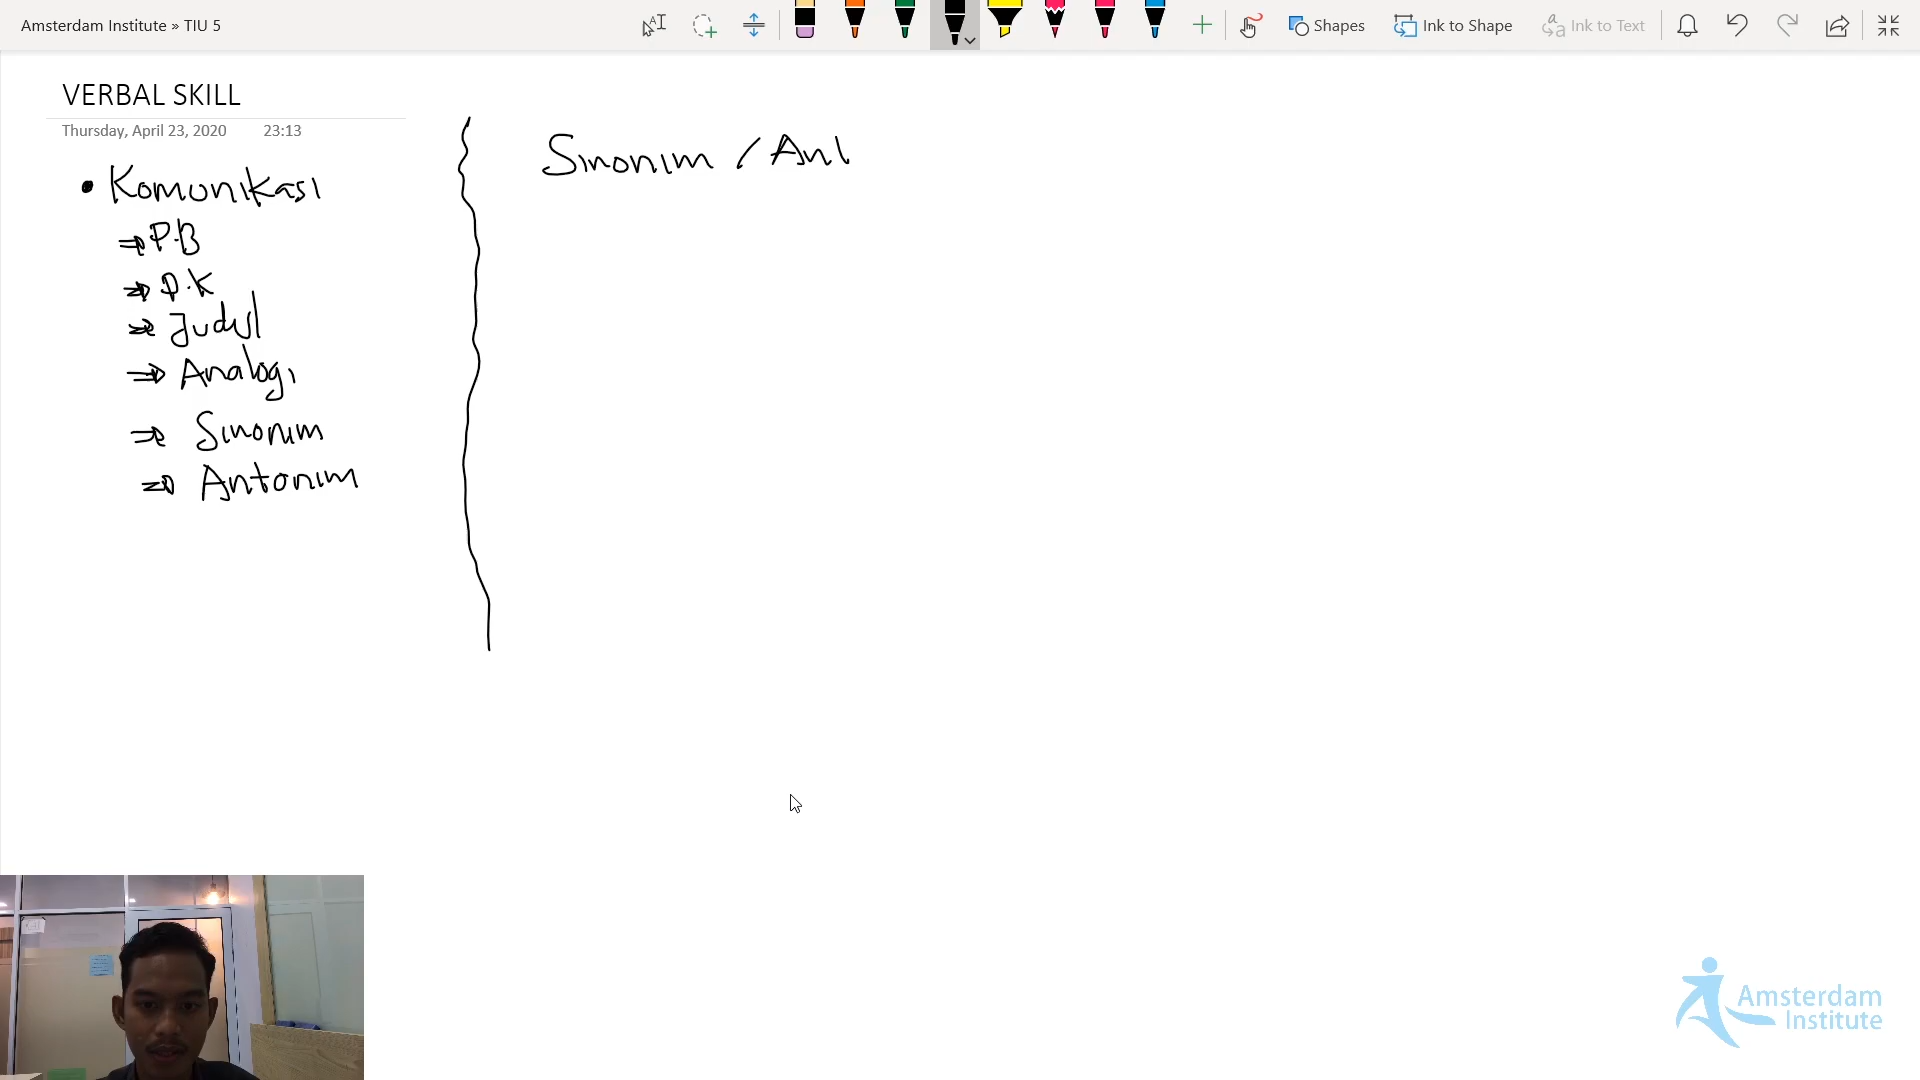 Amsterdam Institute » TIU 5
Shapes
Ink to Shape
Ink to Text
VERBAL SKILL
Thursday, April 23, 2020 23:13
• Komunikasi
⇒ P.B
⇒ P.K
⇒ Judul
⇒ Analogi
⇒ Sinonim
⇒ Antonim
Sinonim / Ant
Amsterdam
Institute